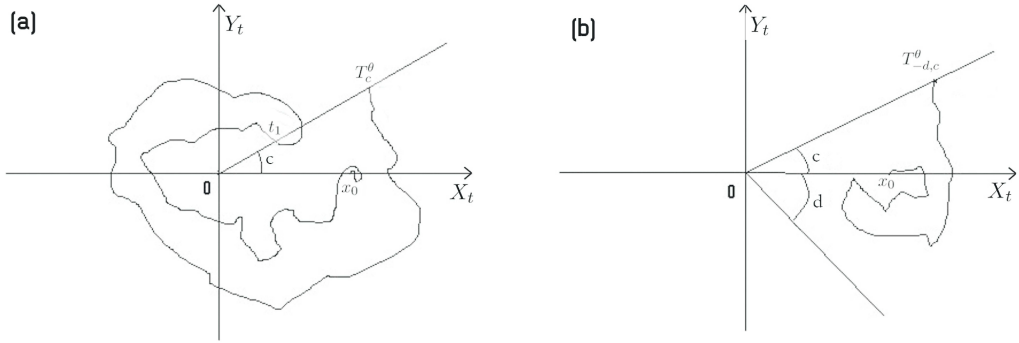 (a)
Y_t
T_c^θ
t_1
c
x_0
0
X_t
(b)
Y_t
T_{-d,c}^θ
c
x_0
0
d
X_t